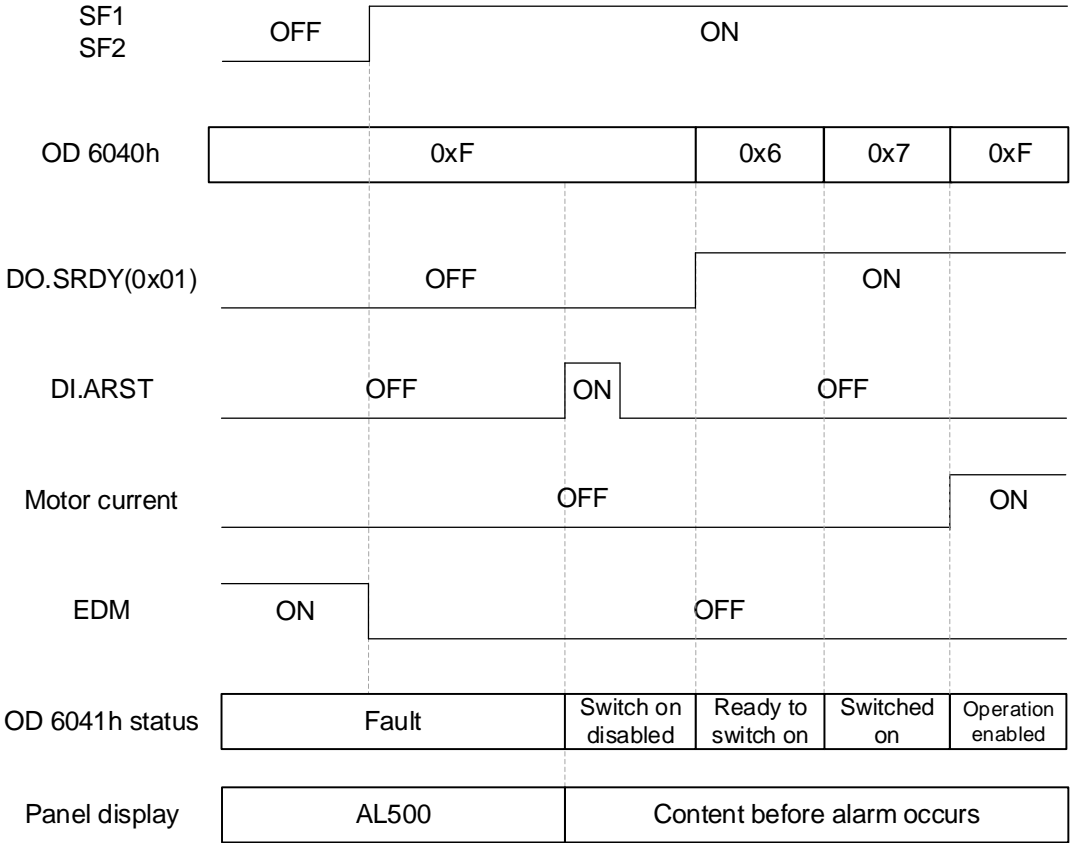 SF1
SF2
OFF
ON
OD 6040h
0xF
0x6
0x7
0xF
DO.SRDY(0x01)
OFF
ON
DI.ARST
OFF
ON
OFF
Motor current
OFF
ON
EDM
ON
OFF
OD 6041h status
Fault
Switch on
disabled
Ready to
switch on
Switched
on
Operation
enabled
Panel display
AL500
Content before alarm occurs